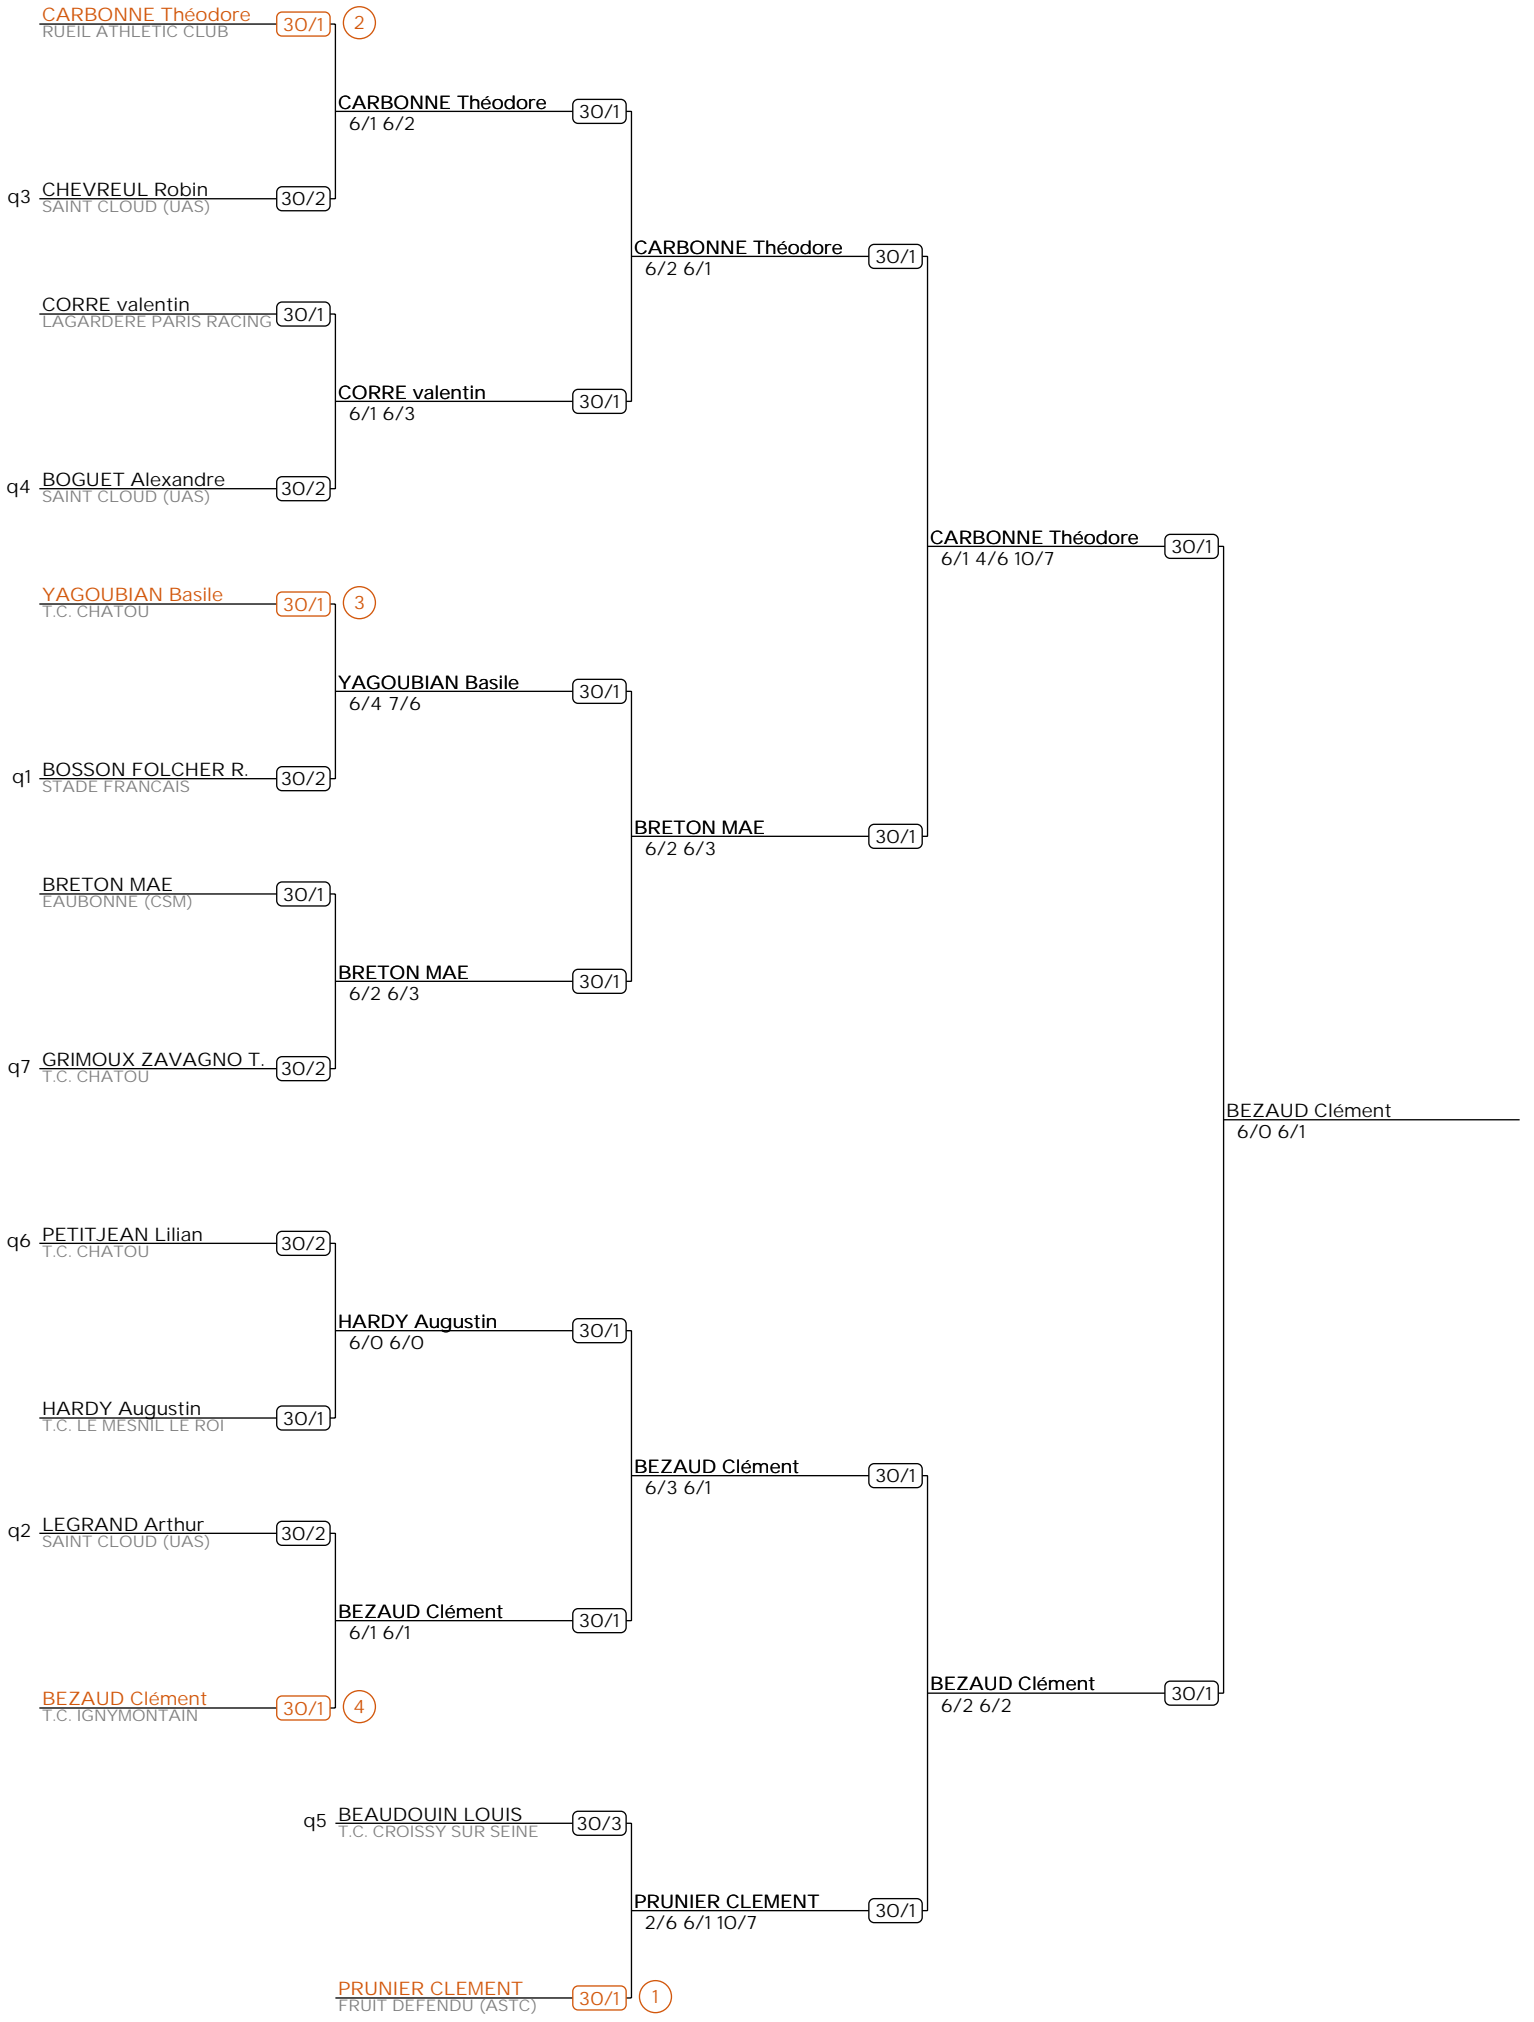 CARBONNE Théodore 30/1 2
RUEIL ATHLETIC CLUB
CARBONNE Théodore 30/1
6/1 6/2
q3 CHEVREUL Robin 30/2
SAINT CLOUD (UAS)
CARBONNE Théodore 30/1
6/2 6/1
CORRE valentin 30/1
LAGARDERE PARIS RACING
CORRE valentin 30/1
6/1 6/3
q4 BOGUET Alexandre 30/2
SAINT CLOUD (UAS)
CARBONNE Théodore 30/1
6/1 4/6 10/7
YAGOUBIAN Basile 30/1 3
T.C. CHATOU
YAGOUBIAN Basile 30/1
6/4 7/6
q1 BOSSON FOLCHER R. 30/2
STADE FRANCAIS
BRETON MAE 30/1
6/2 6/3
BRETON MAE 30/1
EAUBONNE (CSM)
BRETON MAE 30/1
6/2 6/3
q7 GRIMOUX ZAVAGNO T. 30/2
T.C. CHATOU
BEZAUD Clément
6/0 6/1
q6 PETITJEAN Lilian 30/2
T.C. CHATOU
HARDY Augustin 30/1
6/0 6/0
HARDY Augustin 30/1
T.C. LE MESNIL LE ROI
BEZAUD Clément 30/1
6/3 6/1
q2 LEGRAND Arthur 30/2
SAINT CLOUD (UAS)
BEZAUD Clément 30/1
6/1 6/1
BEZAUD Clément 30/1 4
T.C. IGNYMONTAIN
BEZAUD Clément 30/1
6/2 6/2
q5 BEAUDOUIN LOUIS 30/3
T.C. CROISSY SUR SEINE
PRUNIER CLEMENT 30/1
2/6 6/1 10/7
PRUNIER CLEMENT 30/1 1
FRUIT DEFENDU (ASTC)